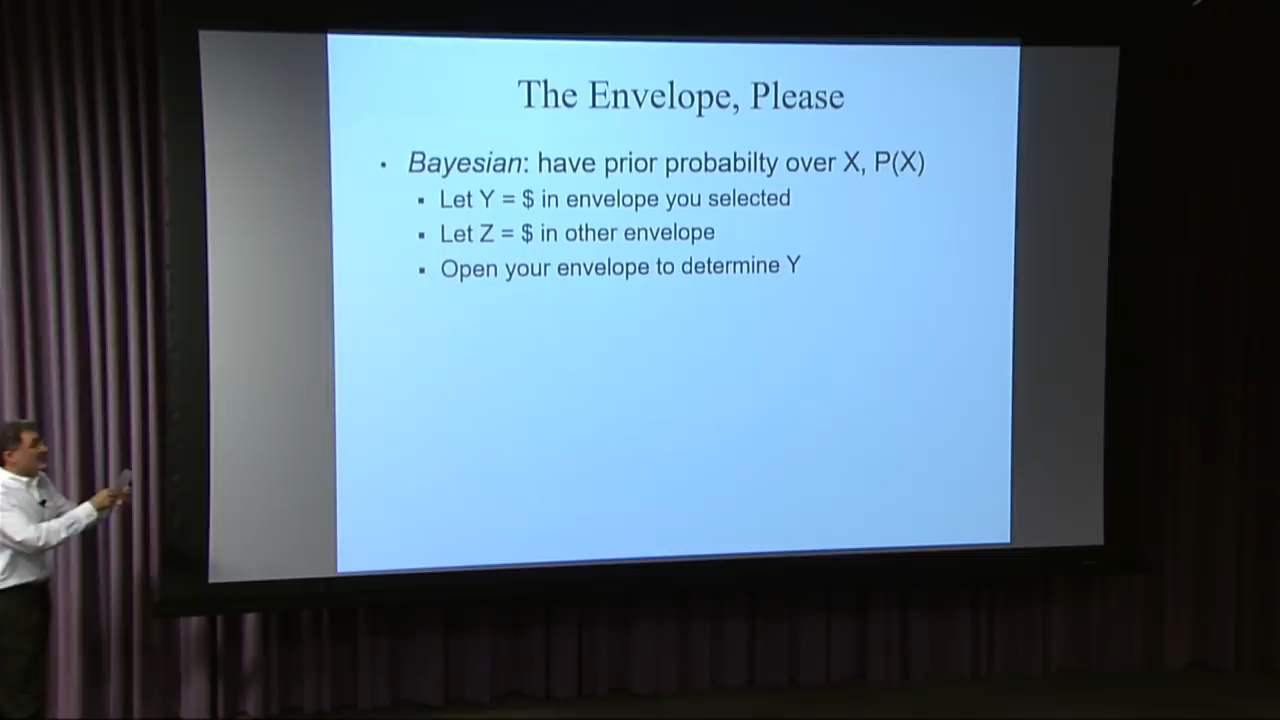 The Envelope, Please
• Bayesian: have prior probabilty over X, P(X)
▪ Let Y = $ in envelope you selected
▪ Let Z = $ in other envelope
▪ Open your envelope to determine Y